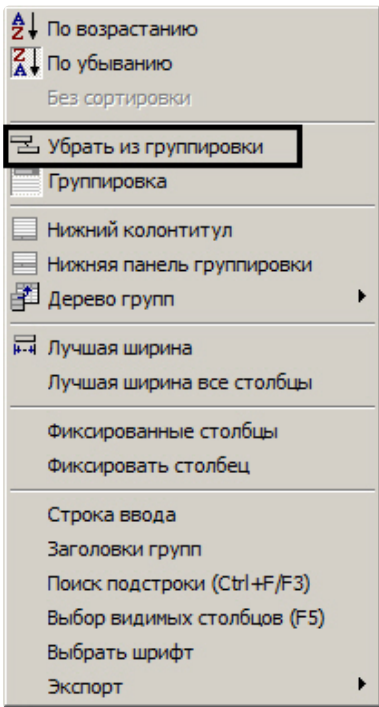 По возрастанию
По убыванию
Без сортировки
Убрать из группировки
Группировка
Нижний колонтитул
Нижняя панель группировки
Дерево групп
Лучшая ширина
Лучшая ширина все столбцы
Фиксированные столбцы
Фиксировать столбец
Строка ввода
Заголовки групп
Поиск подстроки (Ctrl+F/F3)
Выбор видимых столбцов (F5)
Выбрать шрифт
Экспорт